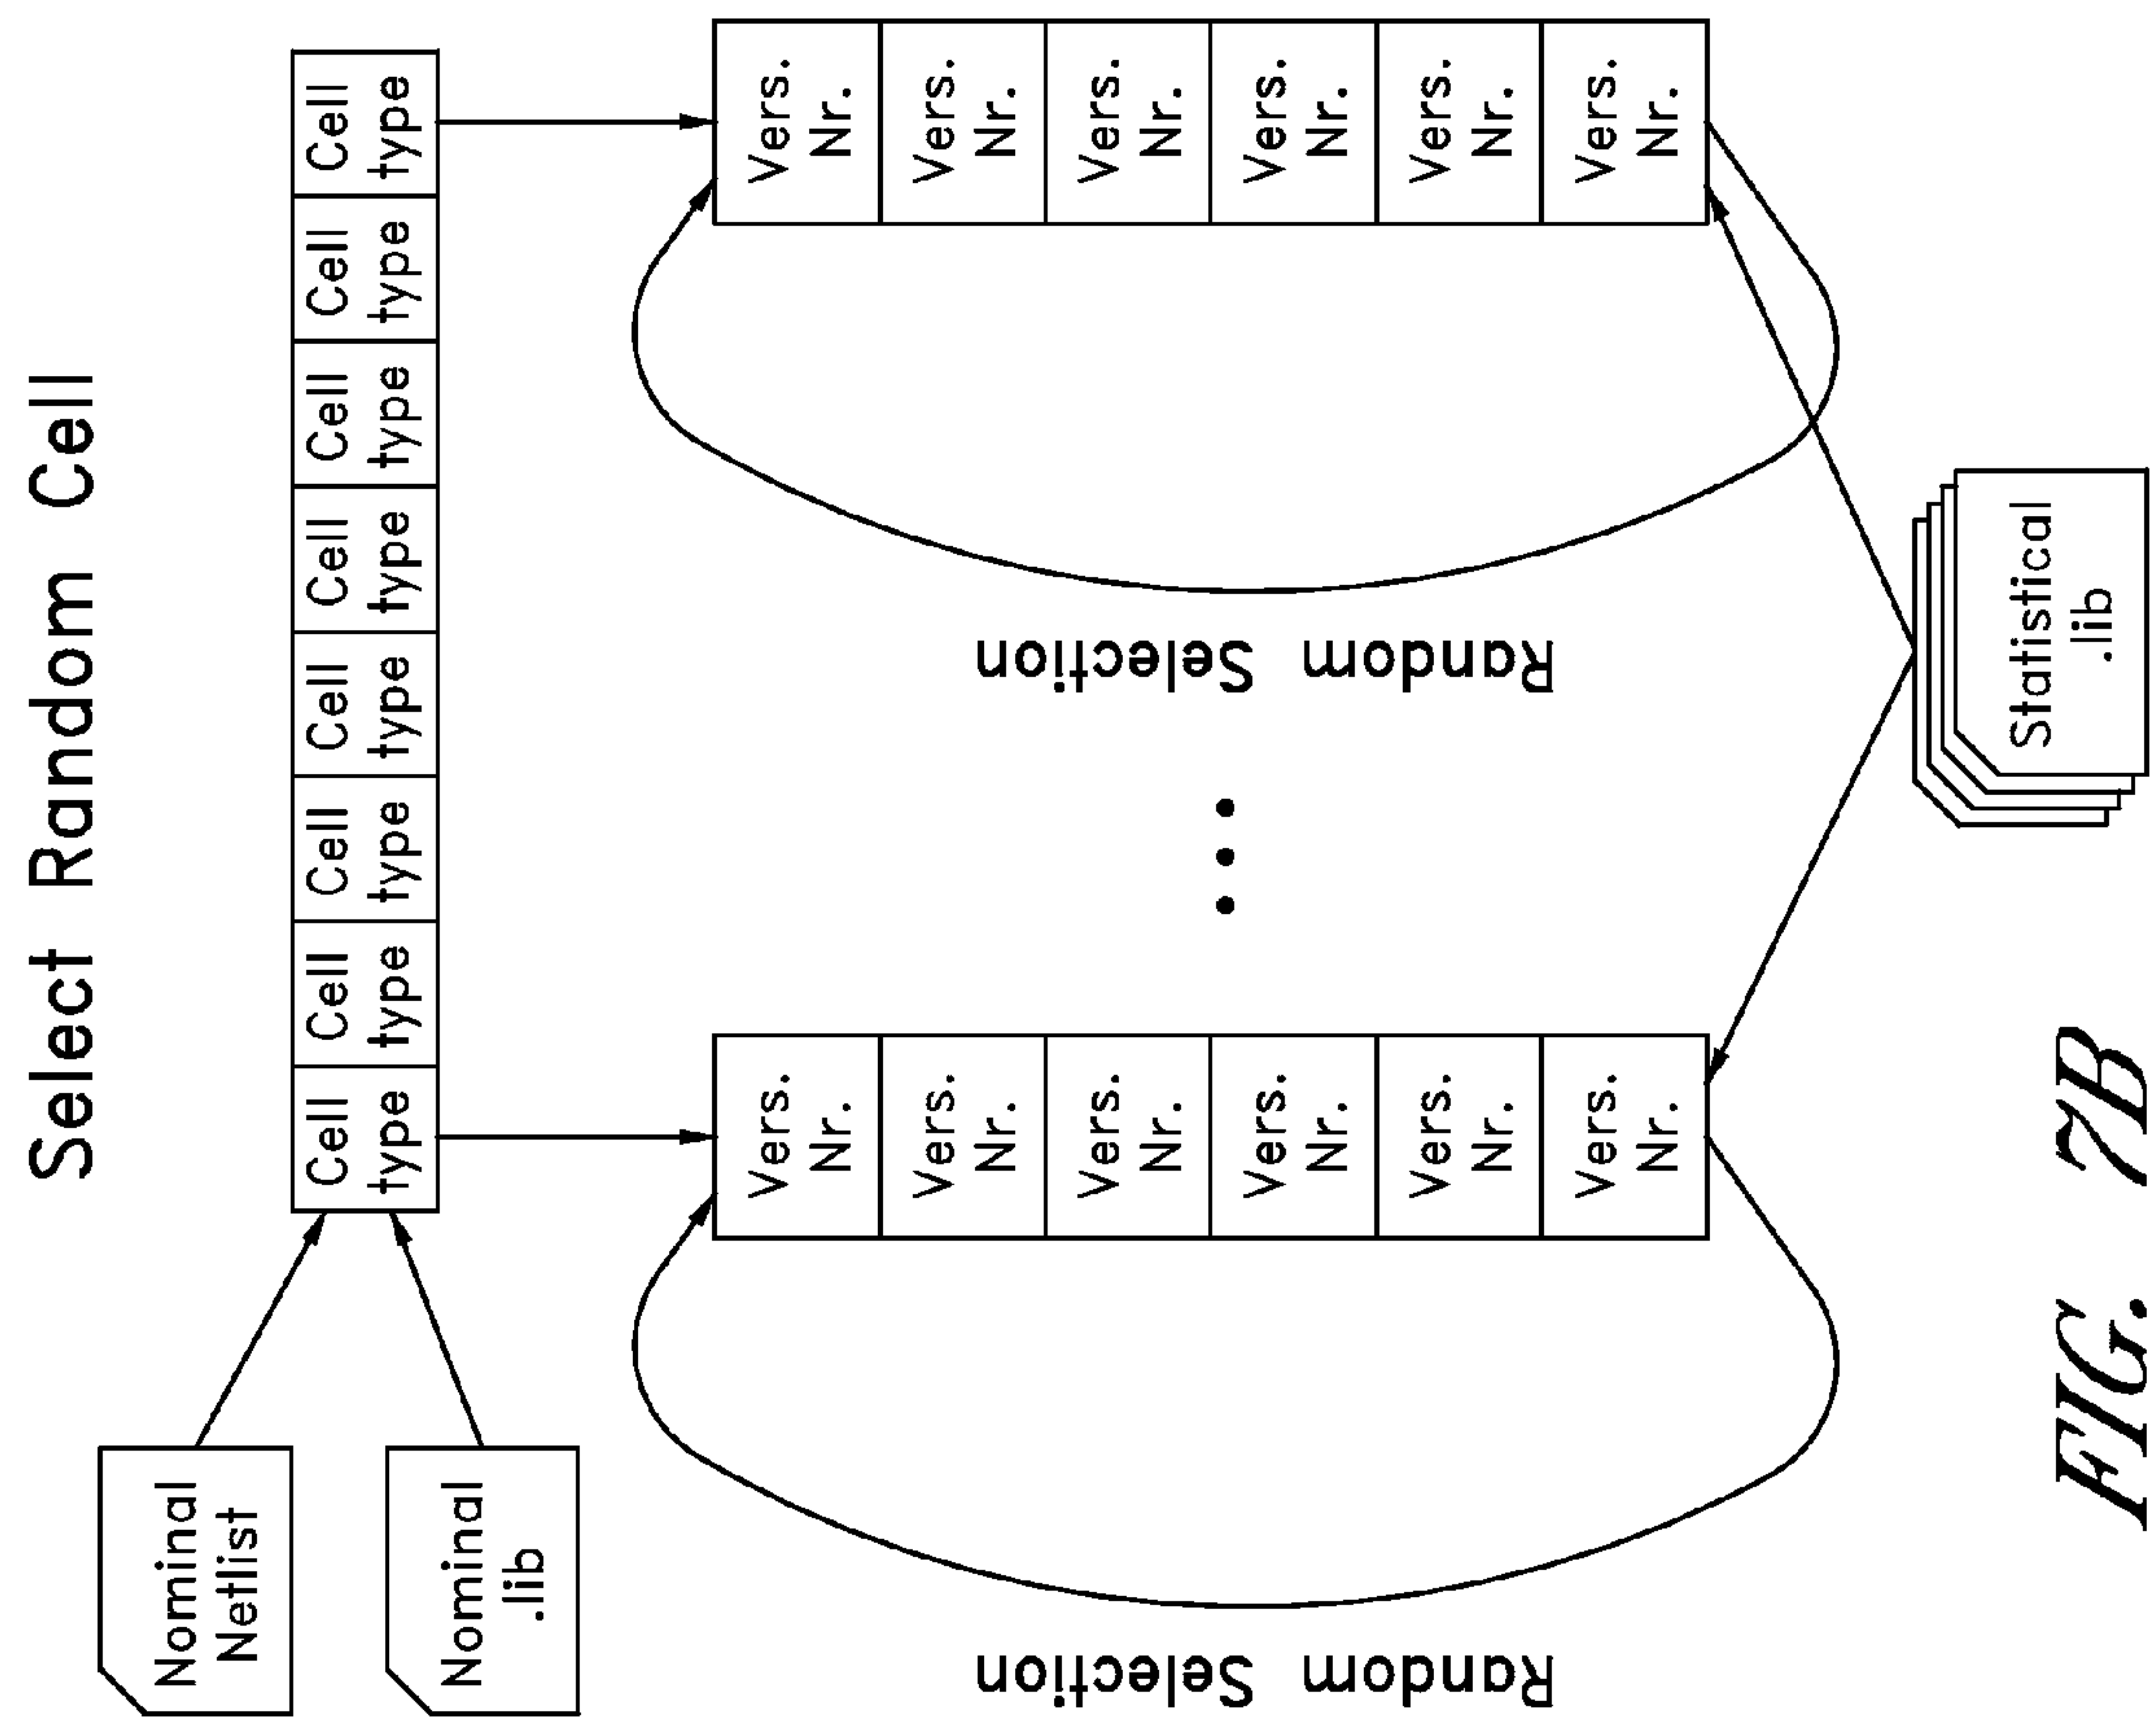 Select Random Cell
Nominal
Netlist
Nominal
.lib
Cell
type
Cell
type
Cell
type
Cell
type
Cell
type
Cell
type
Cell
type
Cell
type
Random Selection
Vers.
Nr.
Vers.
Nr.
Vers.
Nr.
Vers.
Nr.
Vers.
Nr.
Vers.
Nr.
• • •
Random Selection
Vers.
Nr.
Vers.
Nr.
Vers.
Nr.
Vers.
Nr.
Vers.
Nr.
Vers.
Nr.
Statistical
.lib
FIG. 7B